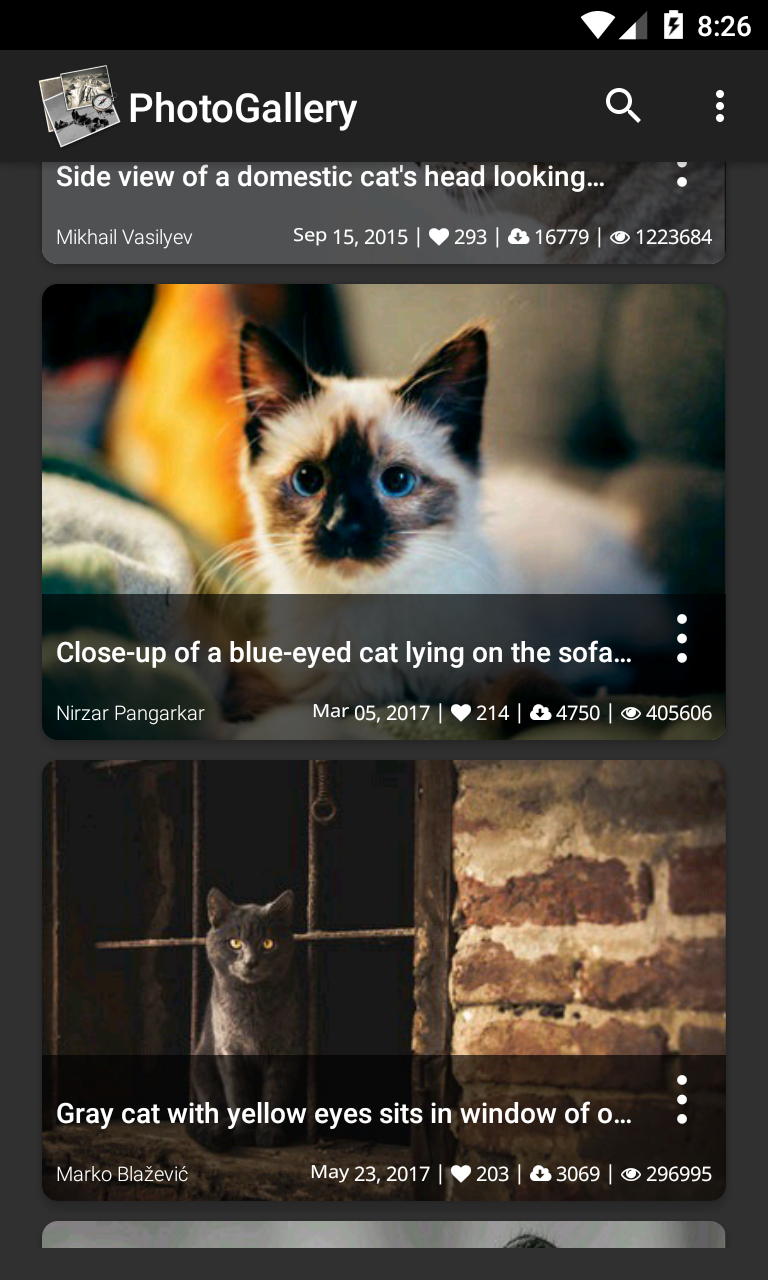 8:26
PhotoGallery
Side view of a domestic cat's head looking...
Mikhail Vasilyev Sep 15, 2015 | 293 | 16779 | 1223684
Close-up of a blue-eyed cat lying on the sofa...
Nirzar Pangarkar Mar 05, 2017 | 214 | 4750 | 405606
Gray cat with yellow eyes sits in window of o...
Marko Blažević May 23, 2017 | 203 | 3069 | 296995